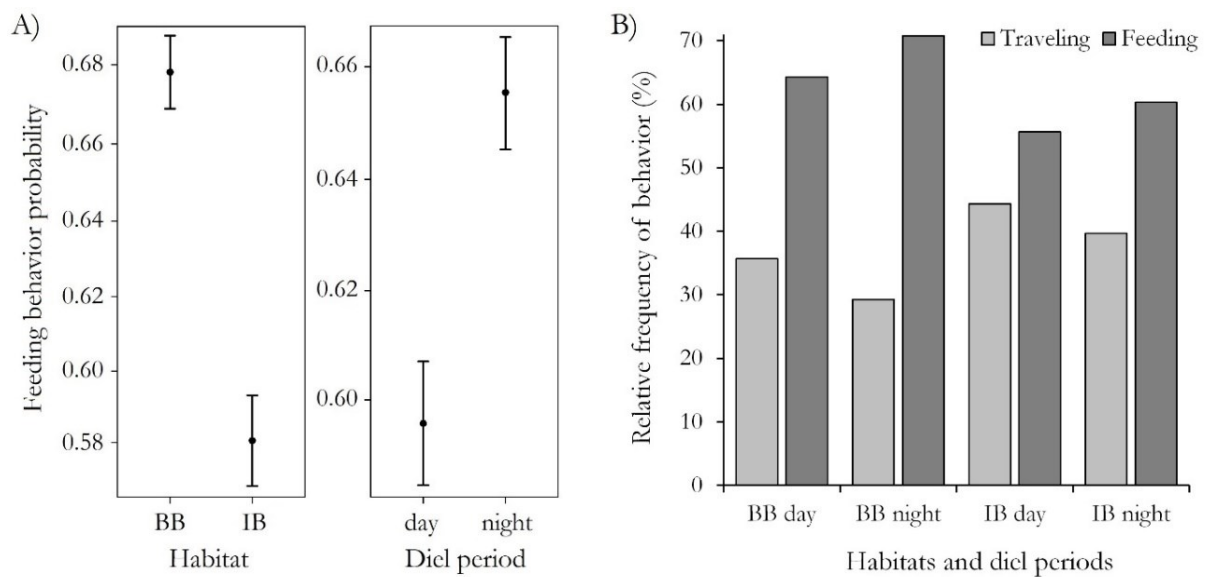 A)
Feeding behavior probability
0.68
0.66
0.64
0.63
0.62
0.60
0.58
BB IB
Habitat
0.66
0.64
0.62
0.60
day night
Diel period
B)
Traveling Feeding
Relative frequency of behavior (%)
70
60
50
40
30
20
10
0
BB day BB night IB day IB night
Habitats and diel periods